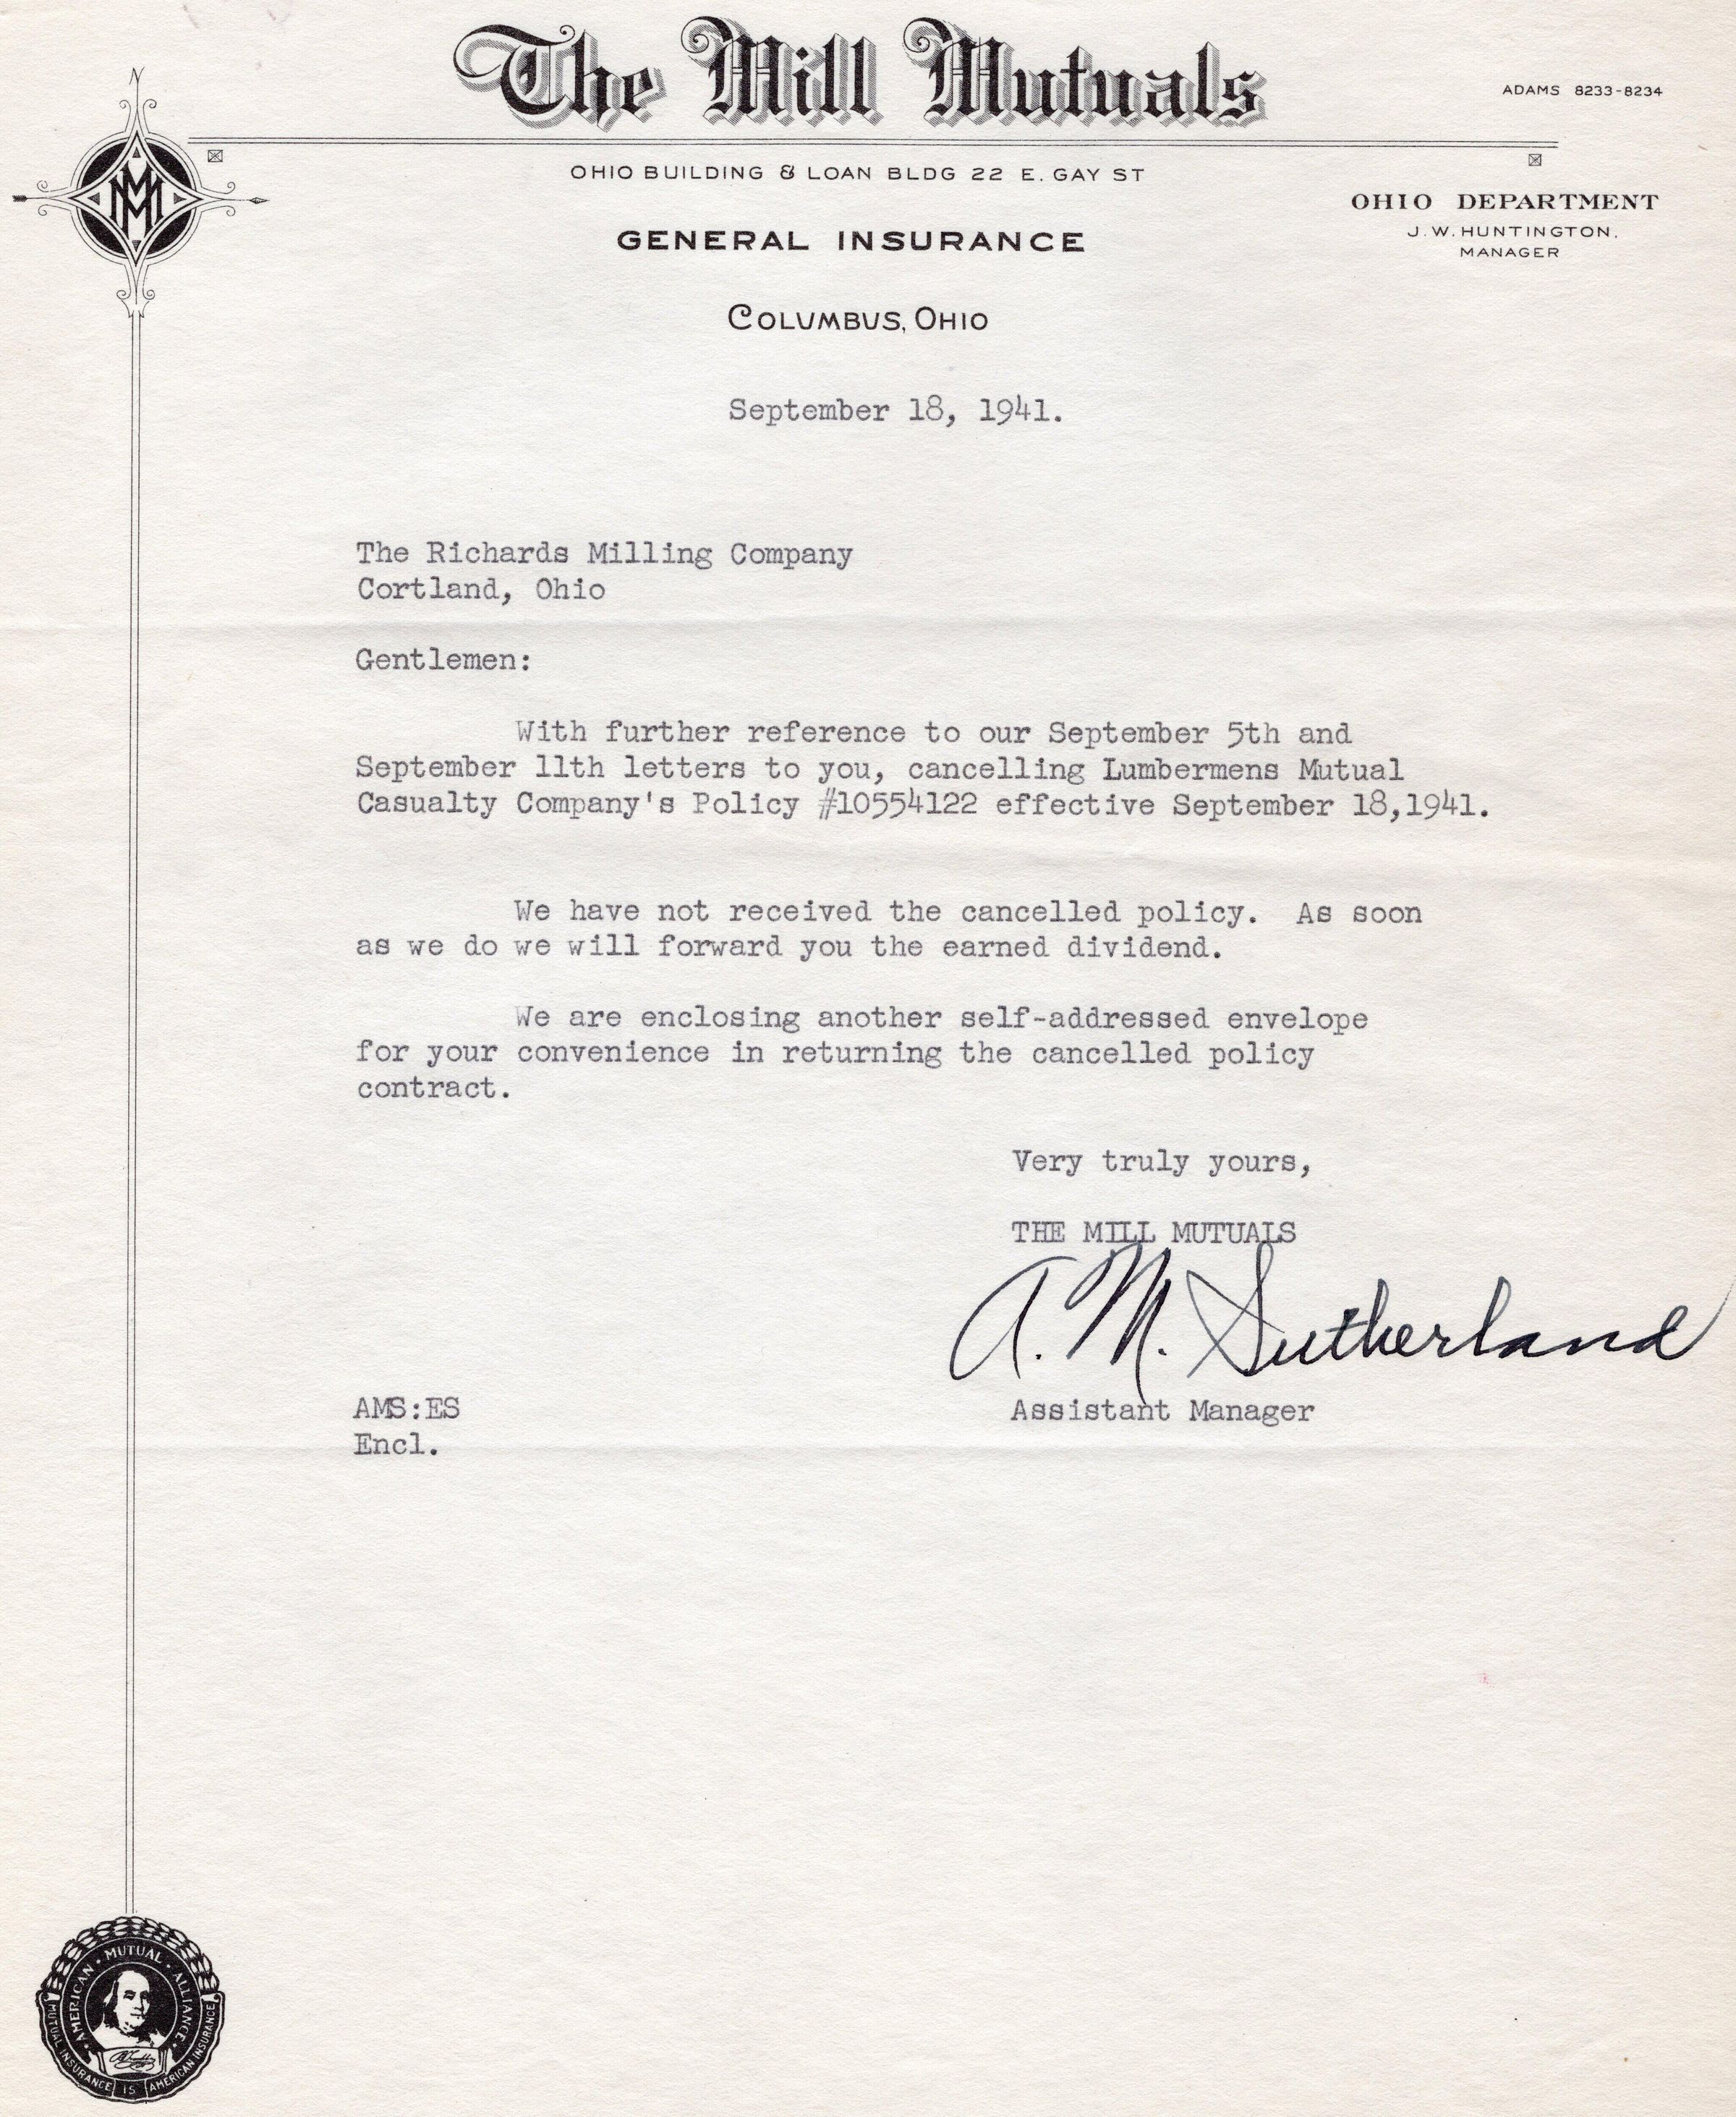 The Mill Mutuals
ADAMS 8233-8234
OHIO BUILDING & LOAN BLDG 22 E. GAY ST
OHIO DEPARTMENT
J.W. HUNTINGTON,
MANAGER
GENERAL INSURANCE
COLUMBUS, OHIO
September 18, 1941.
The Richards Milling Company
Cortland, Ohio
Gentlemen:
With further reference to our September 5th and
September 11th letters to you, cancelling Lumbermens Mutual
Casualty Company's Policy #10554122 effective September 18,1941.
We have not received the cancelled policy. As soon
as we do we will forward you the earned dividend.
We are enclosing another self-addressed envelope
for your convenience in returning the cancelled policy
contract.
Very truly yours,
THE MILL MUTUALS
A. M. Sutherland
Assistant Manager
AMS:ES
Encl.
AMERICAN · MUTUAL · ALLIANCE
MUTUAL INSURANCE IS AMERICAN INSURANCE